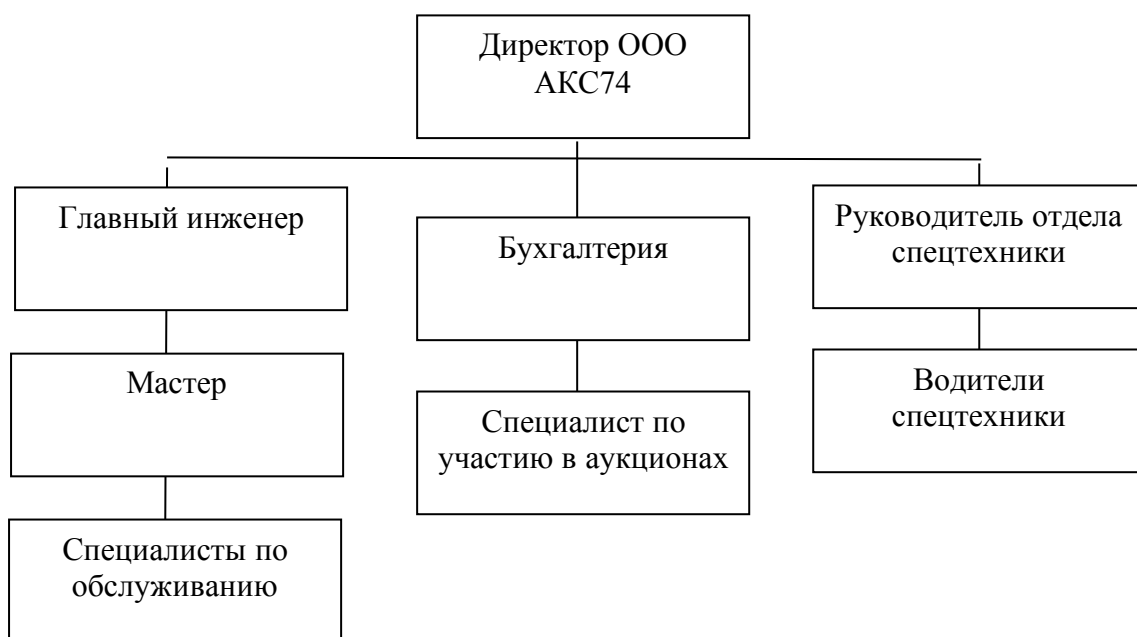 Директор ООО
АКС74
Главный инженер
Бухгалтерия
Руководитель отдела
спецтехники
Мастер
Специалист по
участию в аукционах
Водители
спецтехники
Специалисты по
обслуживанию